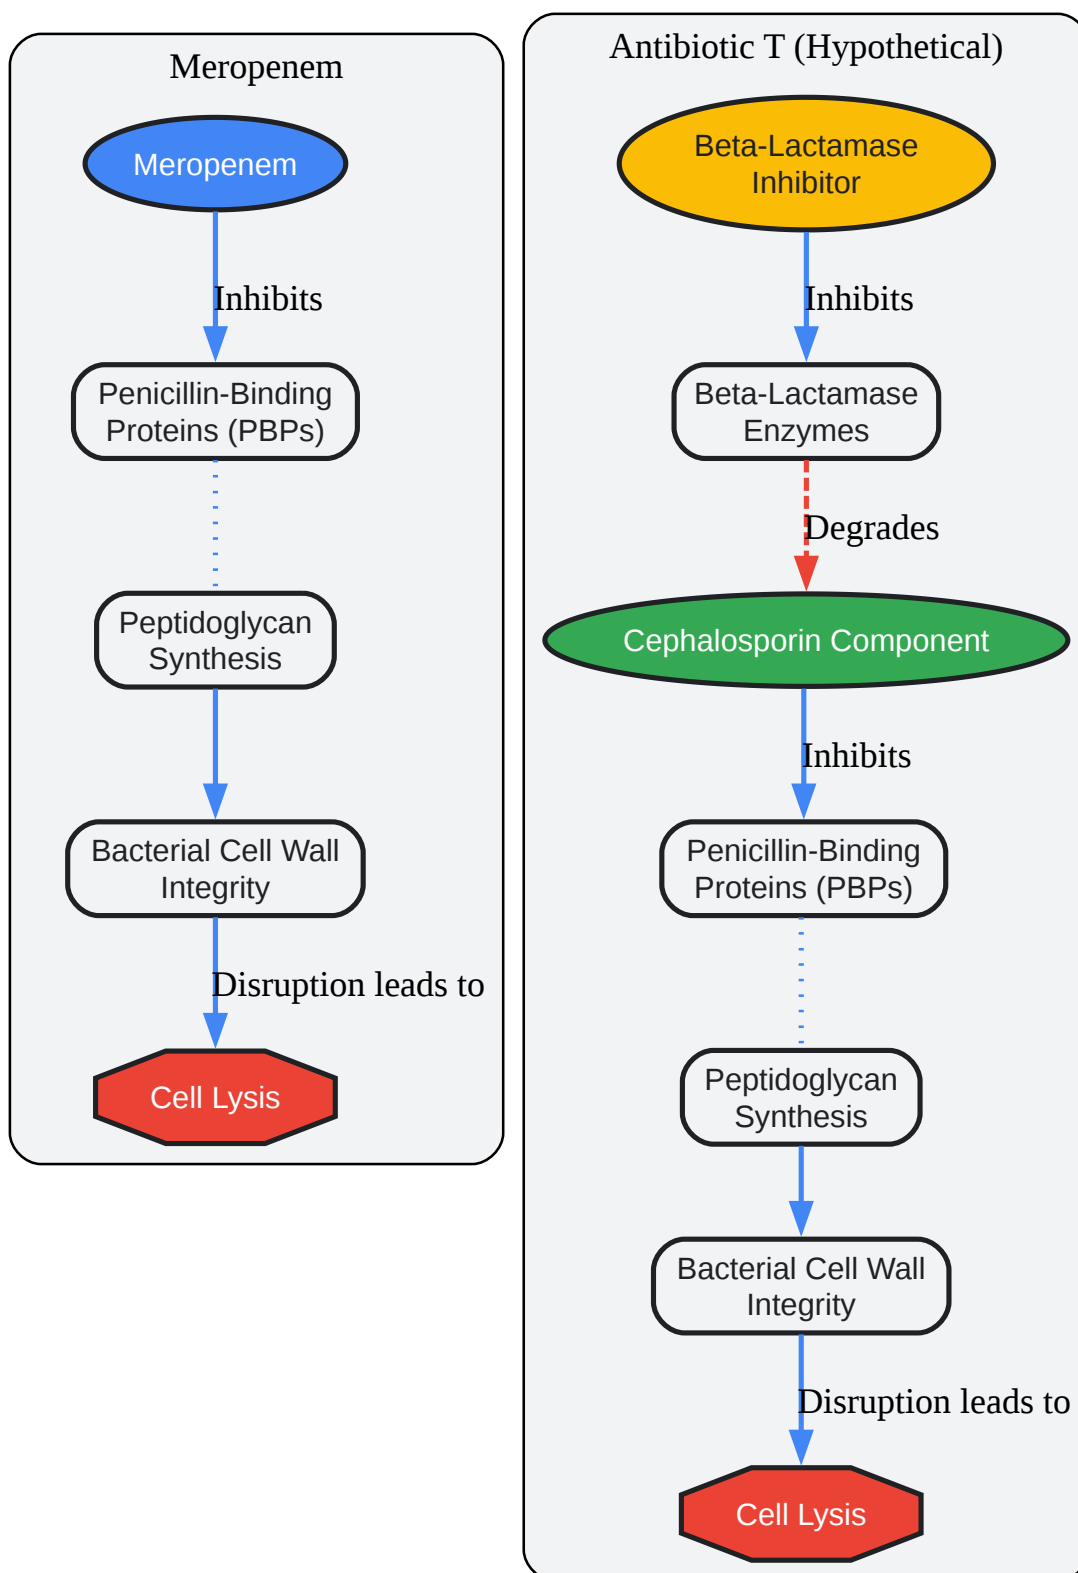 Meropenem
Meropenem
Inhibits
Penicillin-Binding
Proteins (PBPs)
Peptidoglycan
Synthesis
Bacterial Cell Wall
Integrity
Disruption leads to
Cell Lysis
Antibiotic T (Hypothetical)
Beta-Lactamase
Inhibitor
Inhibits
Beta-Lactamase
Enzymes
Degrades
Cephalosporin Component
Inhibits
Penicillin-Binding
Proteins (PBPs)
Peptidoglycan
Synthesis
Bacterial Cell Wall
Integrity
Disruption leads to
Cell Lysis